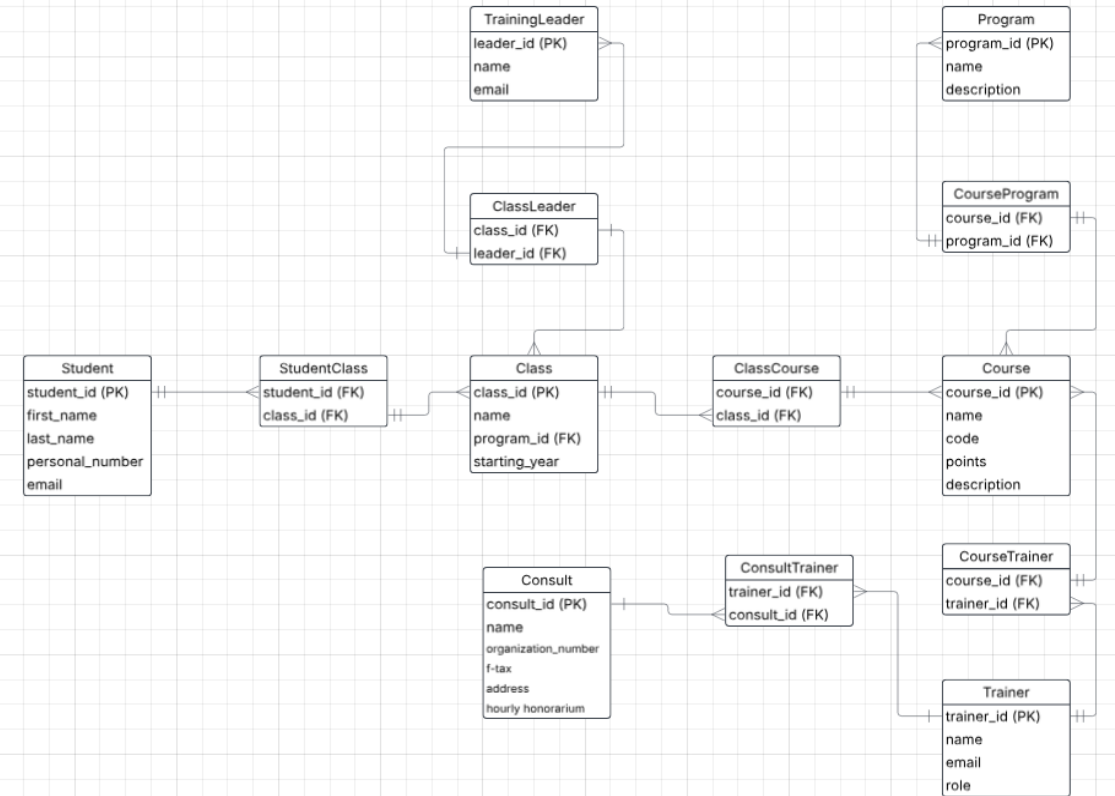 TrainingLeader
leader_id (PK)
name
email
Program
program_id (PK)
name
description
ClassLeader
class_id (FK)
leader_id (FK)
CourseProgram
course_id (FK)
program_id (FK)
Student
student_id (PK)
first_name
last_name
personal_number
email
StudentClass
student_id (FK)
class_id (FK)
Class
class_id (PK)
name
program_id (FK)
starting_year
ClassCourse
course_id (FK)
class_id (FK)
Course
course_id (PK)
name
code
points
description
Consult
consult_id (PK)
name
organization_number
f-tax
address
hourly honorarium
ConsultTrainer
trainer_id (FK)
consult_id (FK)
CourseTrainer
course_id (FK)
trainer_id (FK)
Trainer
trainer_id (PK)
name
email
role